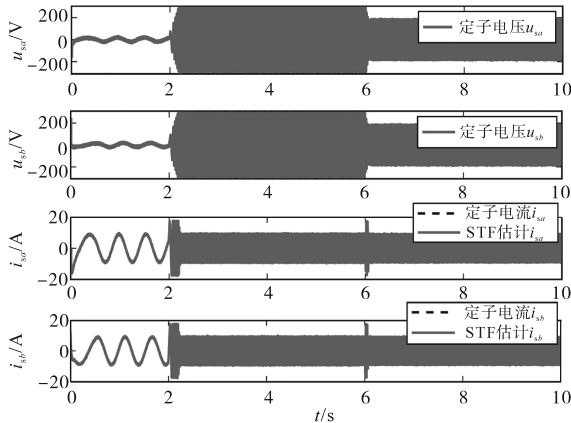 200
0
−200
u_sa/V
定子电压u_sa
0 2 4 6 8 10
200
0
−200
u_sb/V
定子电压u_sb
0 2 4 6 8 10
20
0
−20
i_sa/A
定子电流i_sa
STF估计i_sa
0 2 4 6 8 10
20
0
−20
i_sb/A
定子电流i_sb
STF估计i_sb
0 2 4 6 8 10
t/s